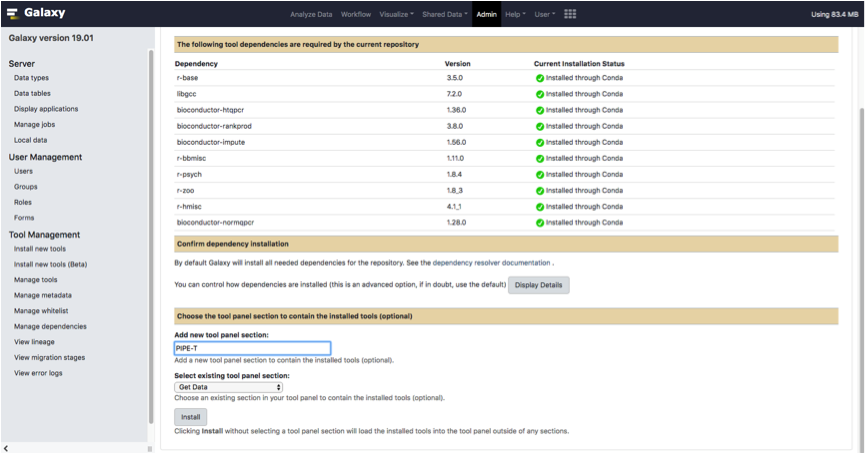 Galaxy
Analyze Data Workflow Visualize Shared Data Admin Help User
Using 83.4 MB
Galaxy version 19.01
Server
Data types
Data tables
Display applications
Manage jobs
Local data
User Management
Users
Groups
Roles
Forms
Tool Management
Install new tools
Install new tools (Beta)
Manage tools
Manage metadata
Manage whitelist
Manage dependencies
View lineage
View migration stages
View error logs
The following tool dependencies are required by the current repository
Dependency Version Current Installation Status
r-base 3.5.0 Installed through Conda
libgcc 7.2.0 Installed through Conda
bioconductor-htqpcr 1.36.0 Installed through Conda
bioconductor-rankprod 3.8.0 Installed through Conda
bioconductor-impute 1.56.0 Installed through Conda
r-bbmisc 1.11.0 Installed through Conda
r-psych 1.8.4 Installed through Conda
r-zoo 1.8_3 Installed through Conda
r-hmisc 4.1_1 Installed through Conda
bioconductor-normqpcr 1.28.0 Installed through Conda
Confirm dependency installation
By default Galaxy will install all needed dependencies for the repository. See the dependency resolver documentation .
You can control how dependencies are installed (this is an advanced option, if in doubt, use the default) Display Details
Choose the tool panel section to contain the installed tools (optional)
Add new tool panel section:
PIPE-T
Add a new tool panel section to contain the installed tools (optional).
Select existing tool panel section:
Get Data
Choose an existing section in your tool panel to contain the installed tools (optional).
Install
Clicking Install without selecting a tool panel section will load the installed tools into the tool panel outside of any sections.